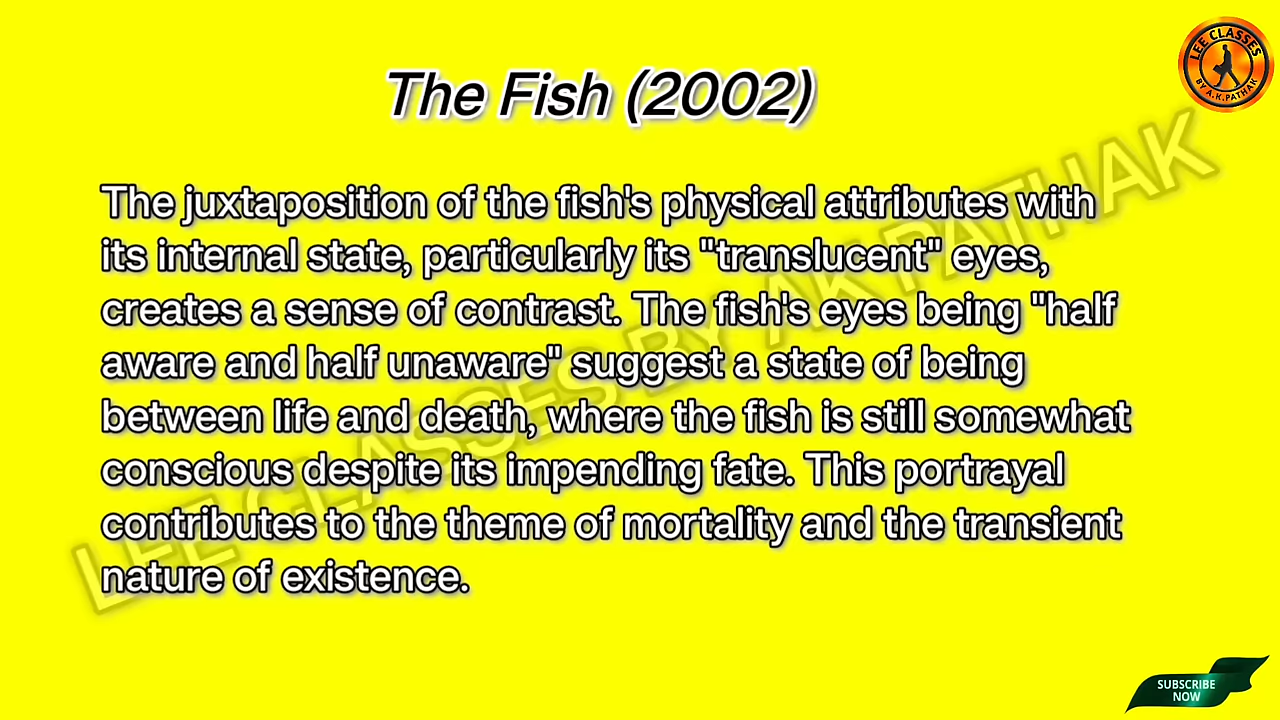 The Fish (2002)
LEE CLASSES
BY A.K.PATHAK
The juxtaposition of the fish's physical attributes with
its internal state, particularly its "translucent" eyes,
creates a sense of contrast. The fish's eyes being "half
aware and half unaware" suggest a state of being
between life and death, where the fish is still somewhat
conscious despite its impending fate. This portrayal
contributes to the theme of mortality and the transient
nature of existence.
LEE CLASSES BY AK PATHAK
SUBSCRIBE
NOW